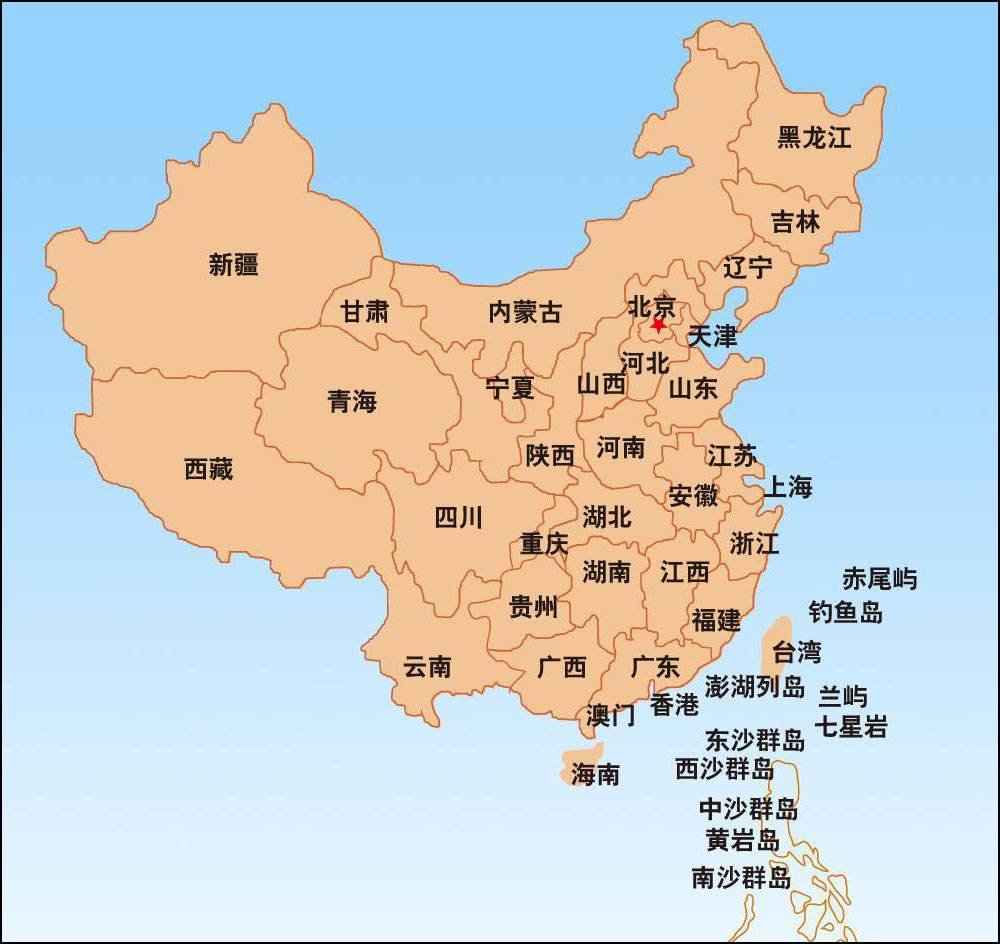 黑龙江
吉林
辽宁
新疆
甘肃
内蒙古
北京
天津
河北
宁夏
山西
山东
青海
陕西
河南
江苏
西藏
安徽
上海
四川
湖北
重庆
浙江
湖南
江西
赤尾屿
贵州
钓鱼岛
福建
台湾
云南
广西
广东
澎湖列岛
兰屿
香港
澳门
七星岩
东沙群岛
西沙群岛
海南
中沙群岛
黄岩岛
南沙群岛